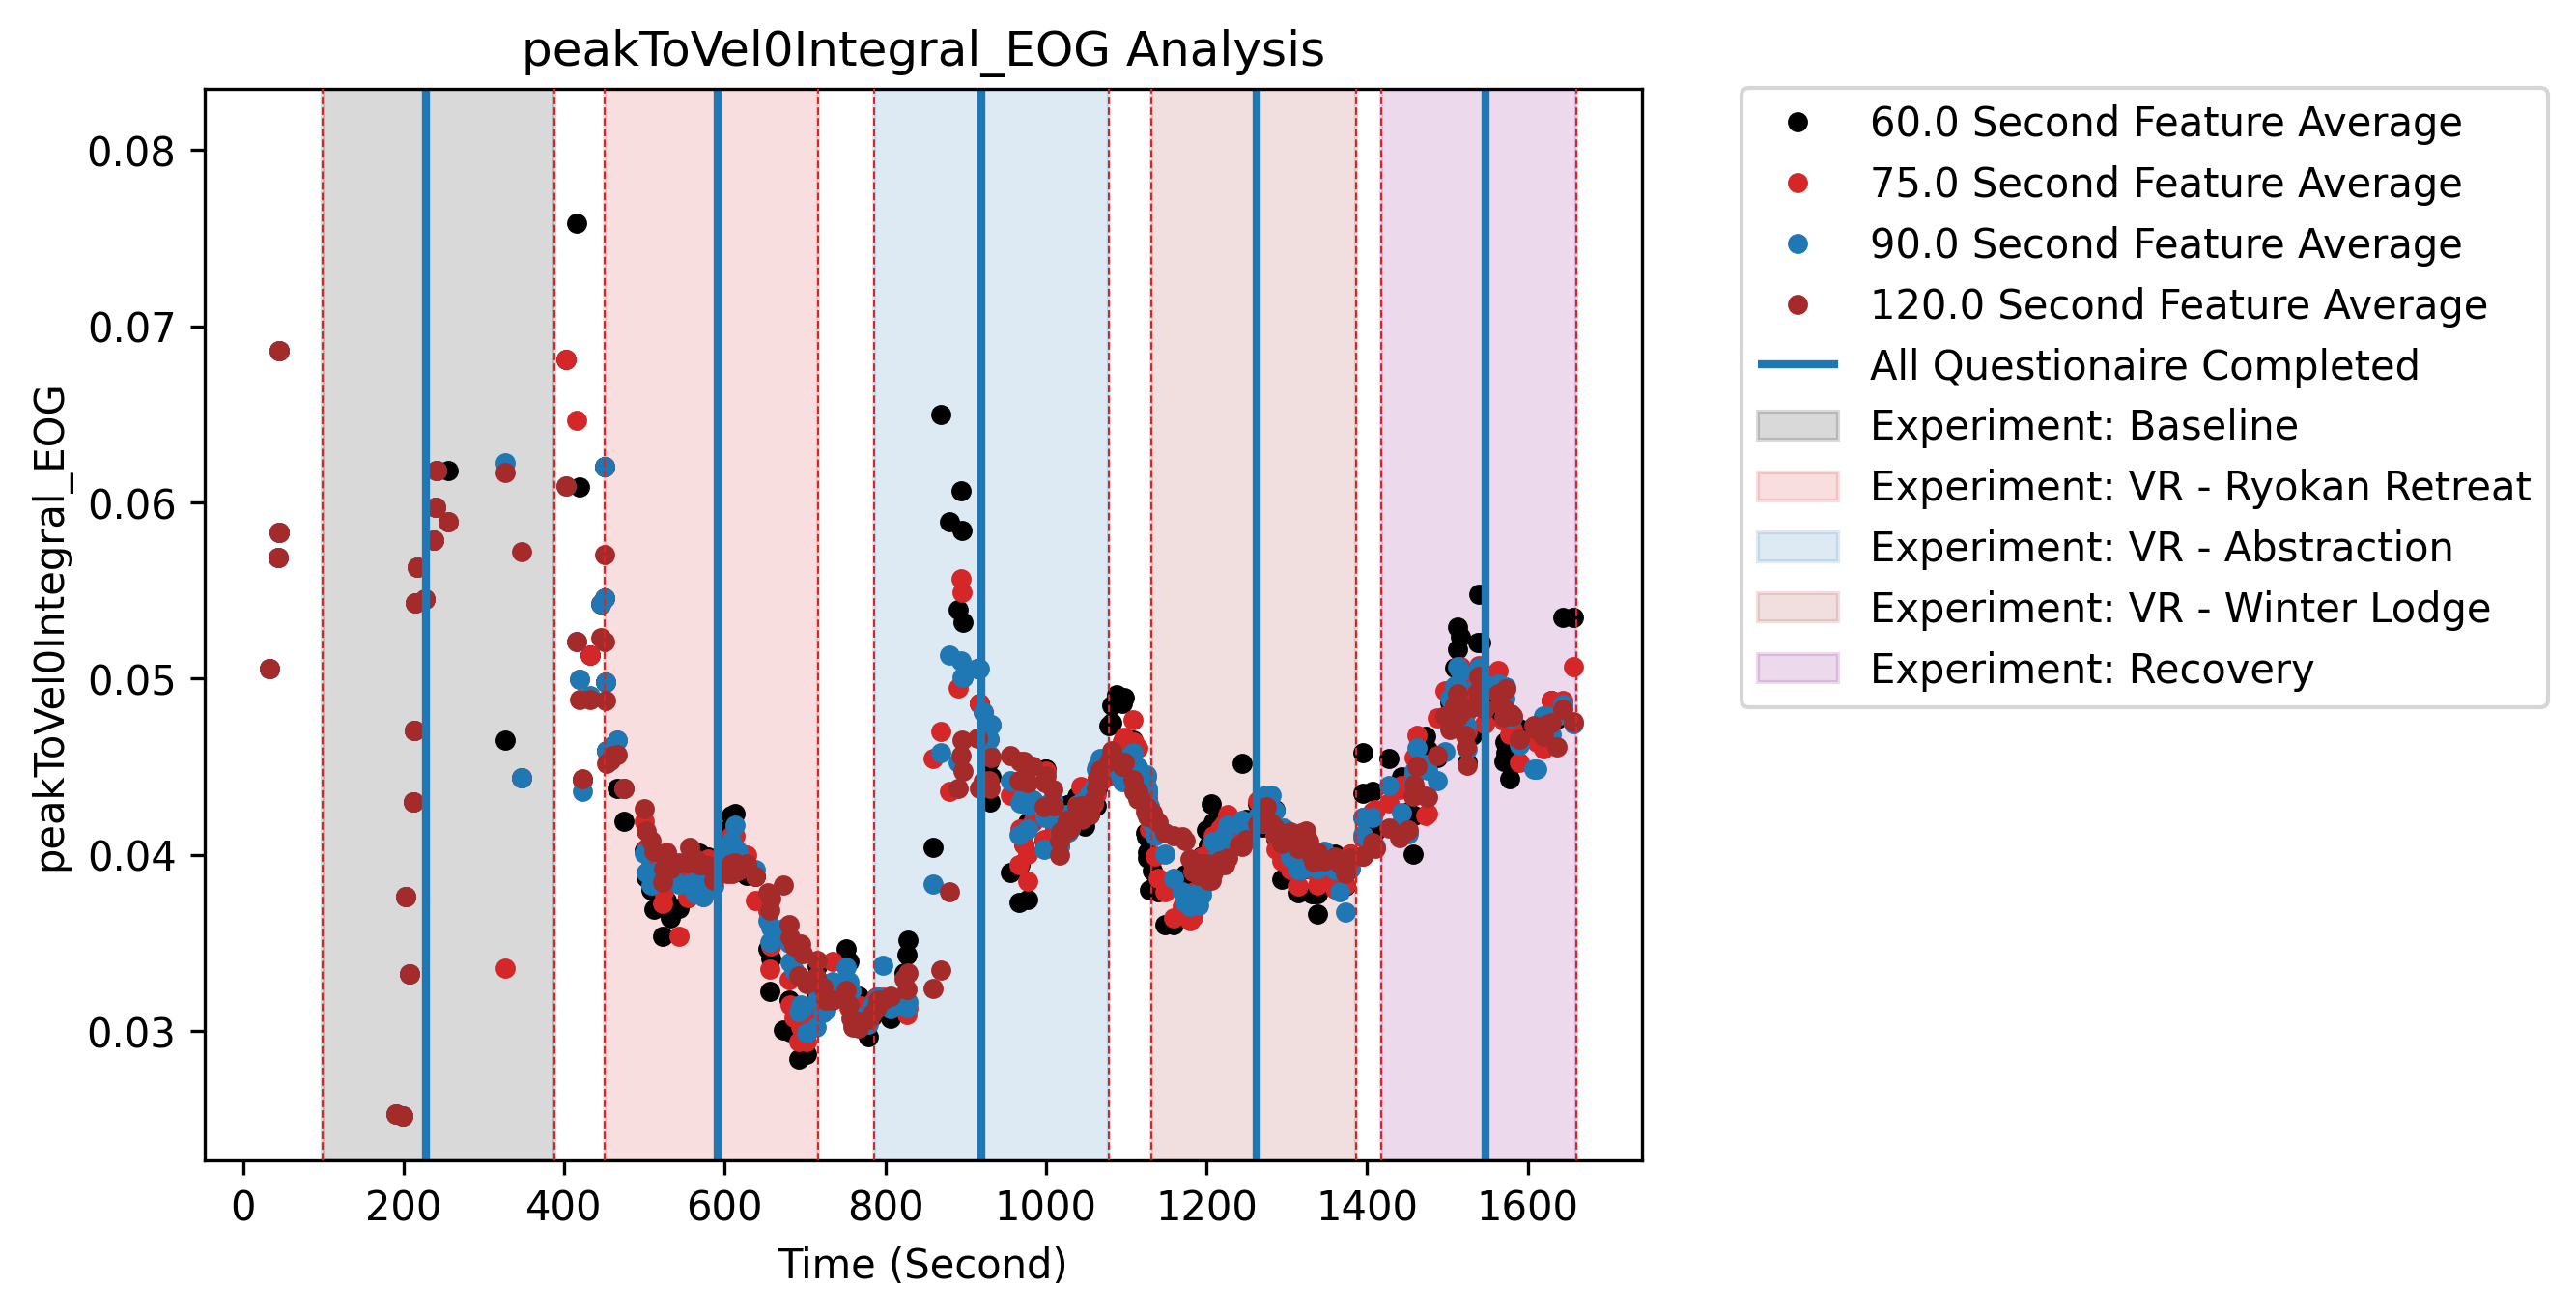 peakToVel0Integral_EOG Analysis
peakToVel0Integral_EOG
0.08
0.07
0.06
0.05
0.04
0.03
0 200 400 600 800 1000 1200 1400 1600
Time (Second)
60.0 Second Feature Average
75.0 Second Feature Average
90.0 Second Feature Average
120.0 Second Feature Average
All Questionaire Completed
Experiment: Baseline
Experiment: VR - Ryokan Retreat
Experiment: VR - Abstraction
Experiment: VR - Winter Lodge
Experiment: Recovery